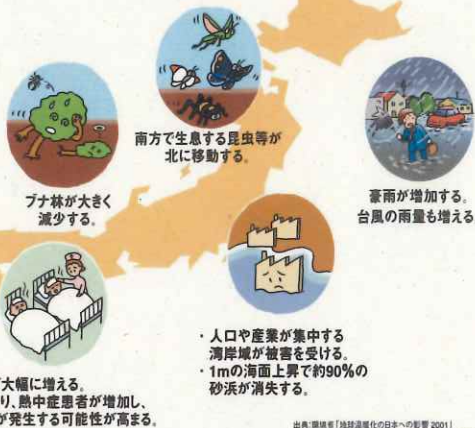 南方で生息する昆虫等が
北に移動する。
ブナ林が大きく
減少する。
豪雨が増加する。
台風の雨量も増える
・人口や産業が集中する
湾岸域が被害を受ける。
・1mの海面上昇で約90%の
砂浜が消失する。
大幅に増える。
り、熱中症患者が増加し、
が発生する可能性が高まる。
出典:環境省「地球温暖化の日本への影響 2001」